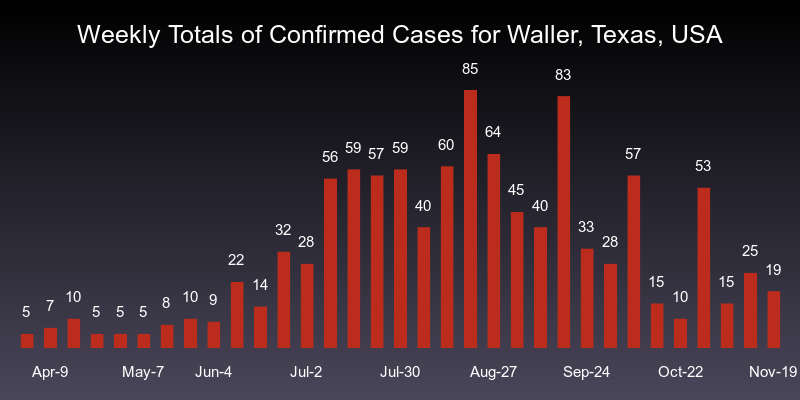 Weekly Totals of Confirmed Cases for Waller, Texas, USA
5 7 10 5 5 5 8 10 9 22 14 32 28 56 59 57 59 40 60 85 64 45 40 83 33 28 57 15 10 53 15 25 19
Apr-9 May-7 Jun-4 Jul-2 Jul-30 Aug-27 Sep-24 Oct-22 Nov-19